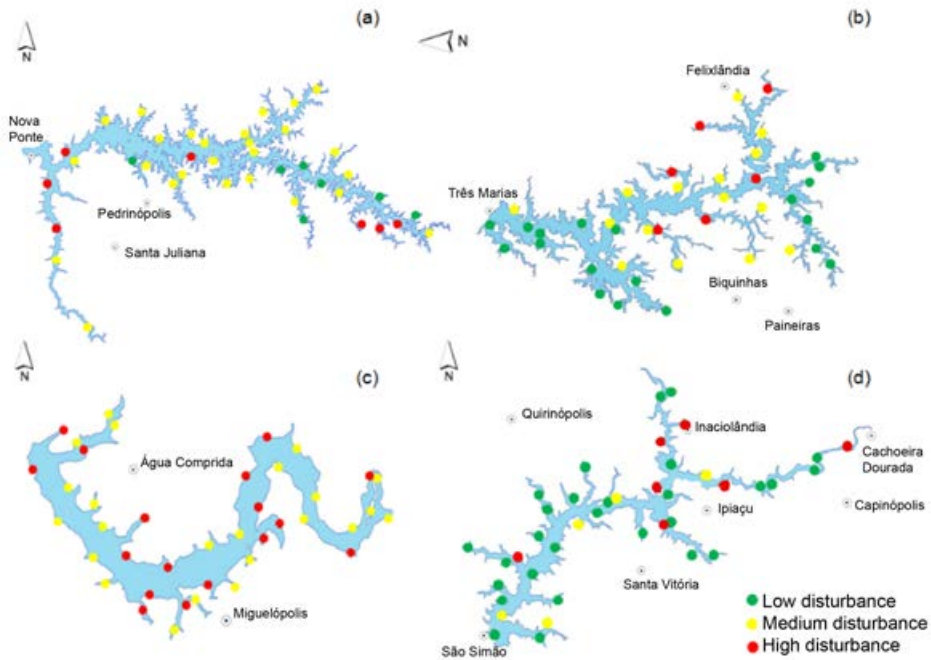 (a)
N
Nova
Ponte
Pedrinópolis
Santa Juliana
(b)
N
Felixlândia
Três Marias
Biquinhas
Paineiras
(c)
N
Água Comprida
Miguelópolis
(d)
N
Quirinópolis
Inaciolândia
Cachoeira
Dourada
Ipiaçu
Capinópolis
Santa Vitória
São Simão
Low disturbance
Medium disturbance
High disturbance